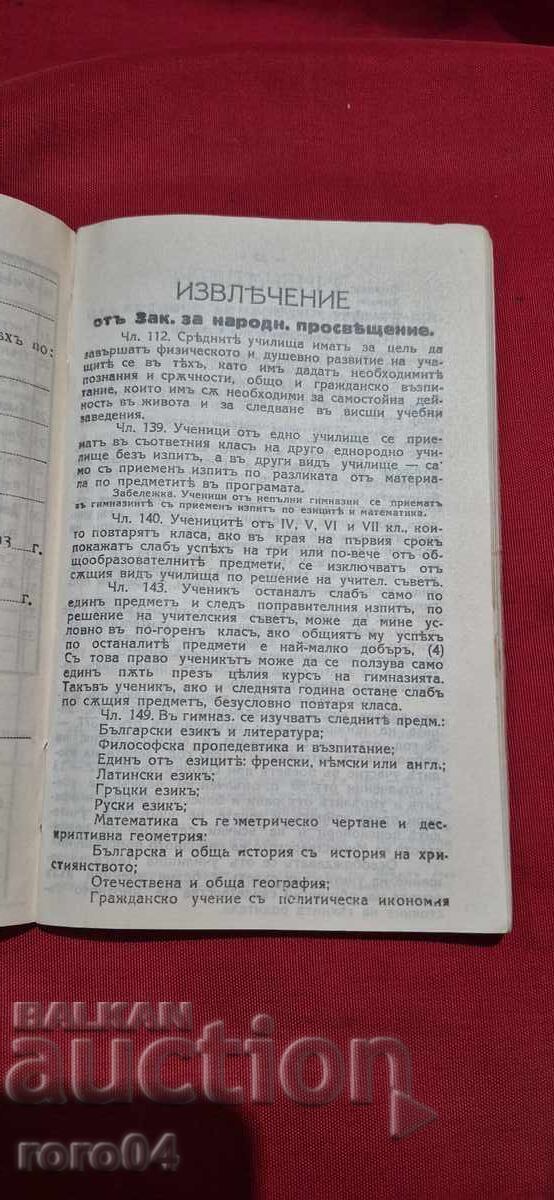 ѣхъ по:
г.
г.
ИЗВЛѢЧЕНИЕ
отъ Зак. за народн. просвѣщение.
Чл. 112. Срѣднитѣ училища иматъ за цель да
завършатъ физическото и душевно развитие на уча-
щитѣ се въ тѣхъ, като имъ дадатъ необходимитѣ
познания и срѫчности, общо и гражданско възпи-
тание, които имъ сѫ необходими за самостойна дей-
ность въ живота и за следване въ висши учебни
заведения.
Чл. 139. Ученици отъ едно училище се прие-
матъ въ съответния класъ на друго еднородно учи-
лище безъ изпитъ, а въ други видъ училище — са-
мо съ приеменъ изпитъ по разликата отъ материа-
ла по предметитѣ въ програмата.
Забележка. Ученици отъ непълни гимназии се приематъ
въ гимназиитѣ съ приеменъ изпитъ по езицитѣ и математика.
Чл. 140. Ученицитѣ отъ IV, V, VI и VII кл., кои-
то повтарятъ класа, ако въ края на първия срокъ
покажатъ слабъ успѣхъ на три или по-вече отъ об-
щообразователнитѣ предмети, се изключватъ отъ
сѫщия видъ училища по решение на учител. съветъ.
Чл. 143. Ученикъ останалъ слабъ само по
единъ предметъ и следъ поправителния изпитъ, по
решение на учителския съветъ, може да мине ус-
ловно въ по-горенъ класъ, ако общиятъ му успѣхъ
по останалитѣ предмети е най-малко добъръ, (4)
Съ това право ученикътъ може да се ползува само
единъ пѫть презъ цѣлия курсъ на гимназията.
Такъвъ ученикъ, ако и следнята година остане слабъ
по сѫщия предметъ, безусловно повтаря класа.
Чл. 149. Въ гимназ. се изучватъ следнитѣ предм.:
Български езикъ и литература;
Философска пропедевтика и възпитание;
Единъ отъ езицитѣ: френски, нѣмски или англ.;
Латински езикъ;
Гръцки езикъ;
Руски езикъ;
Математика съ геометрическо чертане и дес-
криптивна геометрия:
Българска и обща история съ история на хри-
стиянството;
Отечествена и обща география;
Гражданско учение съ политическа икономия
BALKAN
auction
roro04